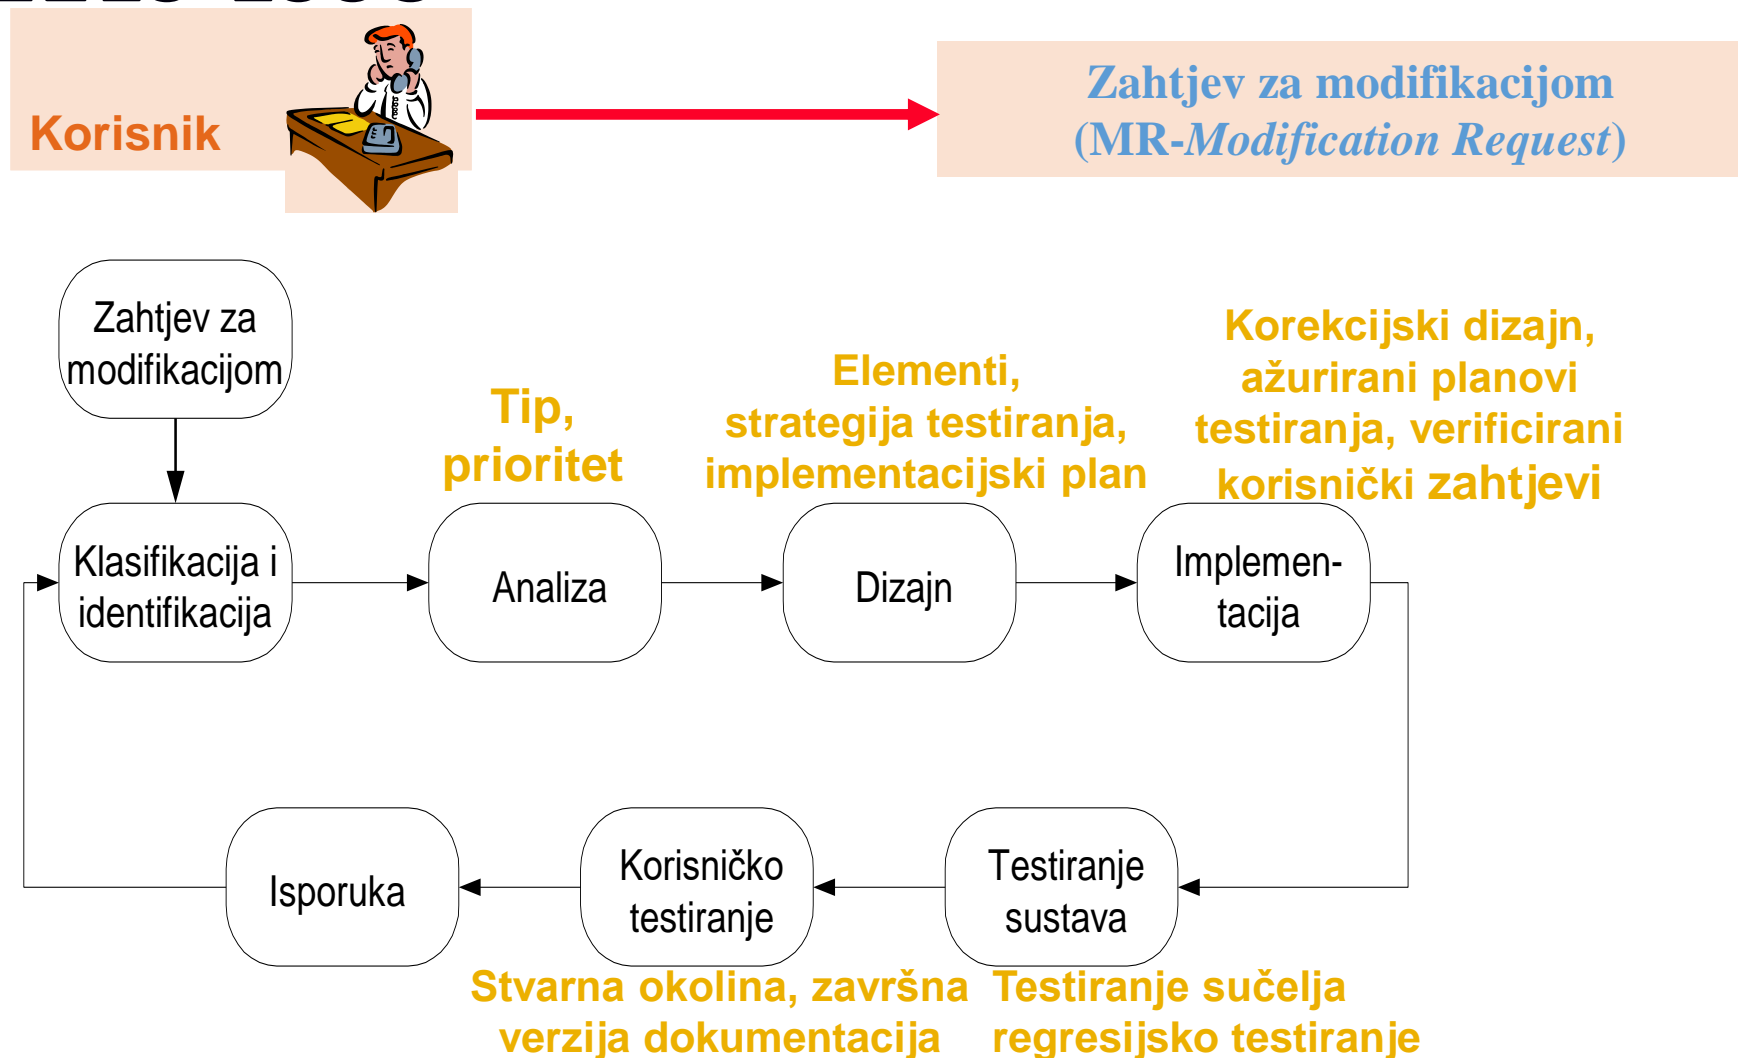 Korisnik
Zahtjev za modifikacijom
(MR-Modification Request)
Zahtjev za
modifikacijom
Tip,
prioritet
Elementi,
strategija testiranja,
implementacijski plan
Korekcijski dizajn,
ažurirani planovi
testiranja, verificirani
korisnički zahtjevi
Klasifikacija i
identifikacija
Analiza
Dizajn
Implemen-
tacija
Isporuka
Korisničko
testiranje
Testiranje
sustava
Stvarna okolina, završna
verzija dokumentacija
Testiranje sučelja
regresijsko testiranje